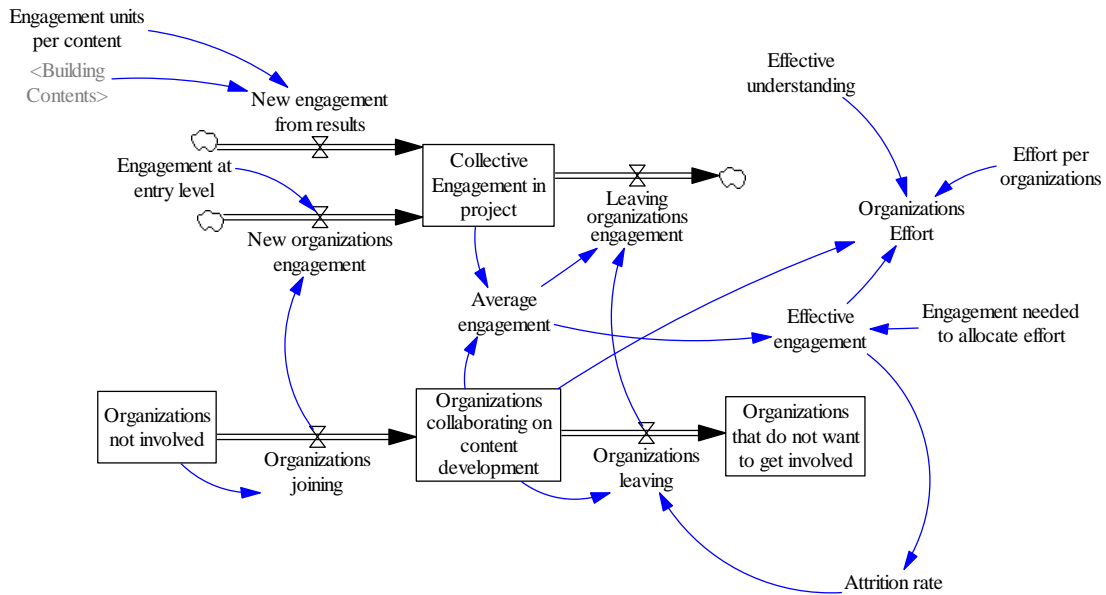 Engagement units
per content
<Building
Contents>
New engagement
from results
Engagement at
entry level
New organizations
engagement
Collective
Engagement in
project
Leaving
organizations
engagement
Effective
understanding
Effort per
organizations
Organizations
Effort
Average
engagement
Effective
engagement
Engagement needed
to allocate effort
Organizations
not involved
Organizations
joining
Organizations
collaborating on
content
development
Organizations
leaving
Organizations
that do not want
to get involved
Attrition rate